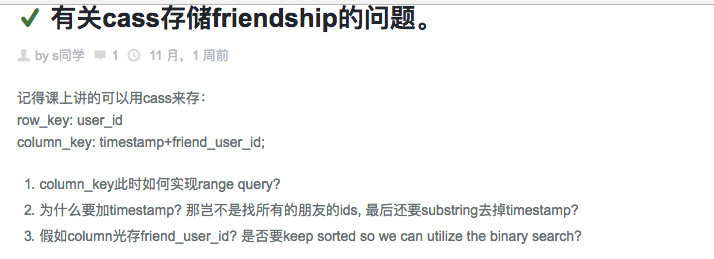 ✓ 有关cass存储friendship的问题。
by s同学 1 11 月，1 周前
记得课上讲的可以用cass来存：
row_key: user_id
column_key: timestamp+friend_user_id;
1. column_key此时如何实现range query?
2. 为什么要加timestamp? 那岂不是找所有的朋友的ids, 最后还要substring去掉timestamp?
3. 假如column光存friend_user_id? 是否要keep sorted so we can utilize the binary search?